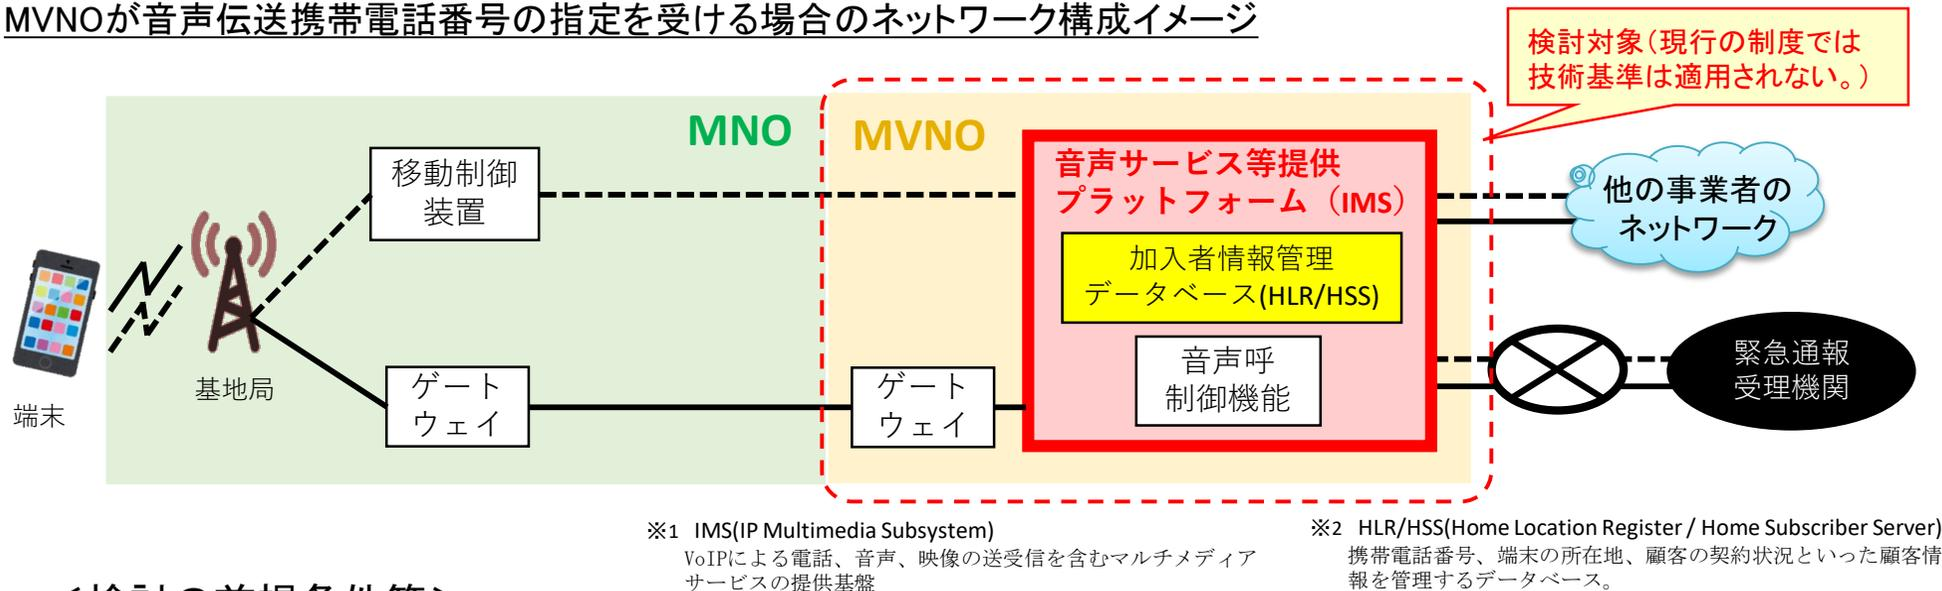 MVNOが音声伝送携帯電話番号の指定を受ける場合のネットワーク構成イメージ
検討対象(現行の制度では
技術基準は適用されない。)
MNO
MVNO
移動制御
装置
音声サービス等提供
プラットフォーム（IMS）
加入者情報管理
データベース(HLR/HSS)
音声呼
制御機能
他の事業者の
ネットワーク
緊急通報
受理機関
基地局
端末
ゲート
ウェイ
ゲート
ウェイ
※1 IMS(IP Multimedia Subsystem)
VoIPによる電話、音声、映像の送受信を含むマルチメディア
サービスの提供基盤
※2 HLR/HSS(Home Location Register / Home Subscriber Server)
携帯電話番号、端末の所在地、顧客の契約状況といった顧客情
報を管理するデータベース。
<検討の前提条件等>